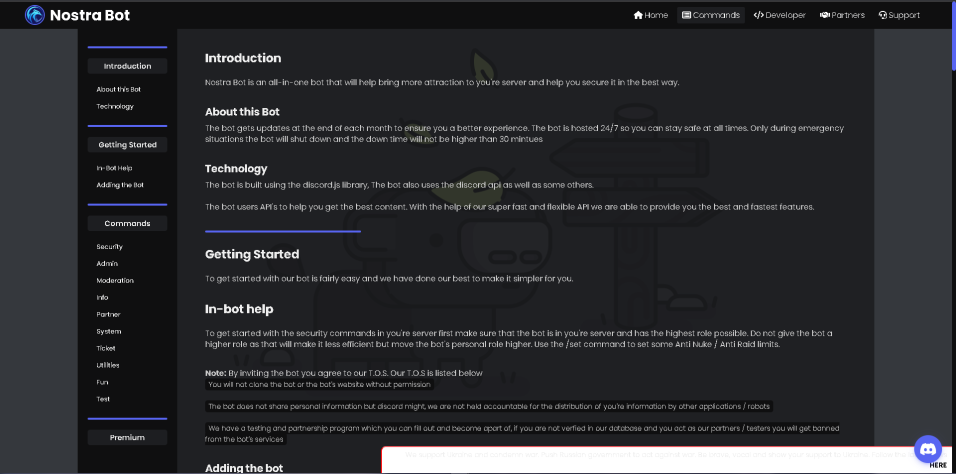 Nostra Bot
Home
Commands
Developer
Partners
Support
Introduction
About this Bot
Technology
Getting Started
In-Bot Help
Adding the Bot
Commands
Security
Admin
Moderation
Info
Partner
System
Ticket
Utilities
Fun
Test
Premium
Introduction
Nostra Bot is an all-in-one bot that will help bring more attraction to you're server and help you secure it in the best way.
About this Bot
The bot gets updates at the end of each month to ensure you a better experience. The bot is hosted 24/7 so you can stay safe at all times. Only during emergency
situations the bot will shut down and the down time will not be higher than 30 mintues
Technology
The bot is built using the discord.js library, The bot also uses the discord api as well as some others.
The bot users API's to help you get the best content. With the help of our super fast and flexible API we are able to provide you the best and fastest features.
Getting Started
To get started with our bot is fairly easy and we have done our best to make it simpler for you.
In-bot help
To get started with the security commands in you're server first make sure that the bot is in you're server and has the highest role possible. Do not give the bot a
higher role as that will make it less efficient but move the bot's personal role higher. Use the /set command to set some Anti Nuke / Anti Raid limits.
Note: By inviting the bot you agree to our T.O.S. Our T.O.S is listed below
You will not clone the bot or the bot's website without permission
The bot does not share personal information but discord might, we are not held accountable for the distribution of you're information by other applications / robots
We have a testing and partnership program which you can fill out and become apart of, if you are not verfied in our database and you act as our partners / testers you will get banned
from the bot's services
Adding the bot
HERE